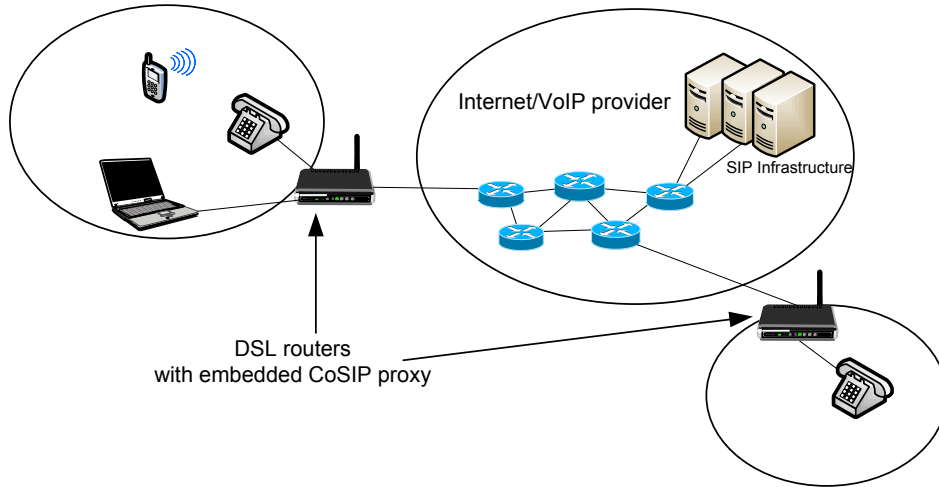 Internet/VoIP provider
SIP Infrastructure
DSL routers
with embedded CoSIP proxy